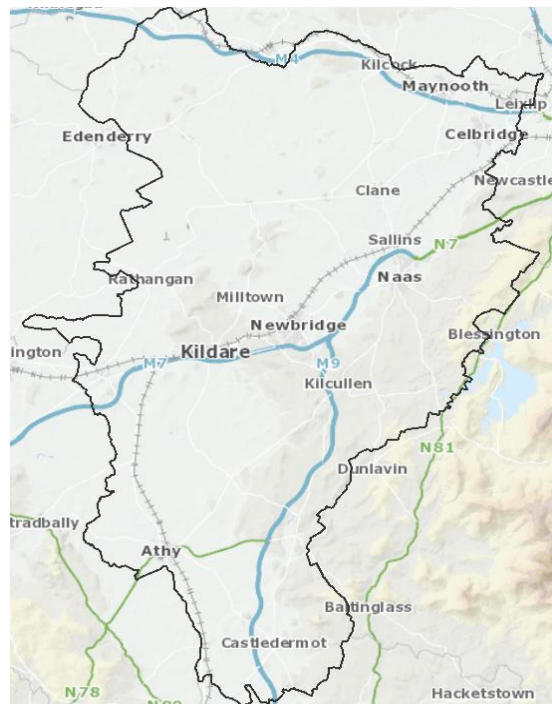 M4
Kilcock
Maynooth
Leixlip
Edenderry
Celbridge
Clane
Newcastle
Sallins
N7
Naas
Rathangan
Milltown
Newbridge
Blessington
ington
M7
Kildare
M9
Kilcullen
N81
Dunlavin
tradbally
Athy
Baltinglass
Castledermot
N78
Hacketstown